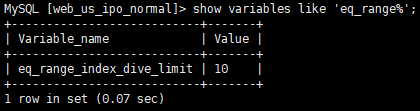 MySQL [web_us_ipo_normal]> show variables like 'eq_range%';
+---------------------------+-------+
| Variable_name             | Value |
+---------------------------+-------+
| eq_range_index_dive_limit | 10    |
+---------------------------+-------+
1 row in set (0.07 sec)